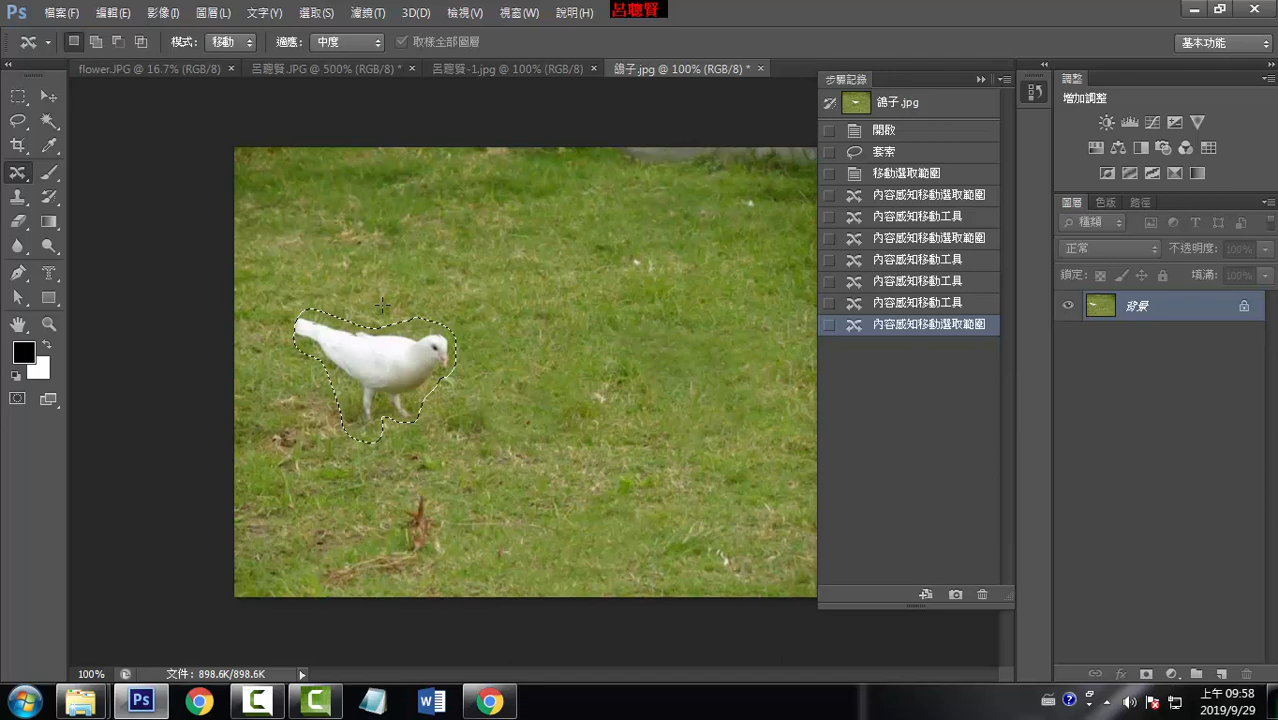 Ps 檔案(F) 編輯(E) 影像(I) 圖層(L) 文字(Y) 選取(S) 濾鏡(T) 3D(D) 檢視(V) 視窗(W) 說明(H) 呂聰賢
模式: 移動 適應: 中度 取樣全部圖層 基本功能
flower.JPG @ 16.7% (RGB/8) 呂聰賢.JPG @ 500% (RGB/8) * 呂聰賢-1.jpg @ 100% (RGB/8) 鴿子.jpg @ 100% (RGB/8) *
步驟記錄
鴿子.jpg
開啟
套索
移動選取範圍
內容感知移動選取範圍
內容感知移動工具
內容感知移動選取範圍
內容感知移動工具
內容感知移動工具
內容感知移動工具
內容感知移動選取範圍
調整
增加調整
圖層 色版 路徑
種類
正常 不透明度: 100%
鎖定: 填滿: 100%
背景
100% 文件: 898.6K/898.6K
上午 09:58
2019/9/29